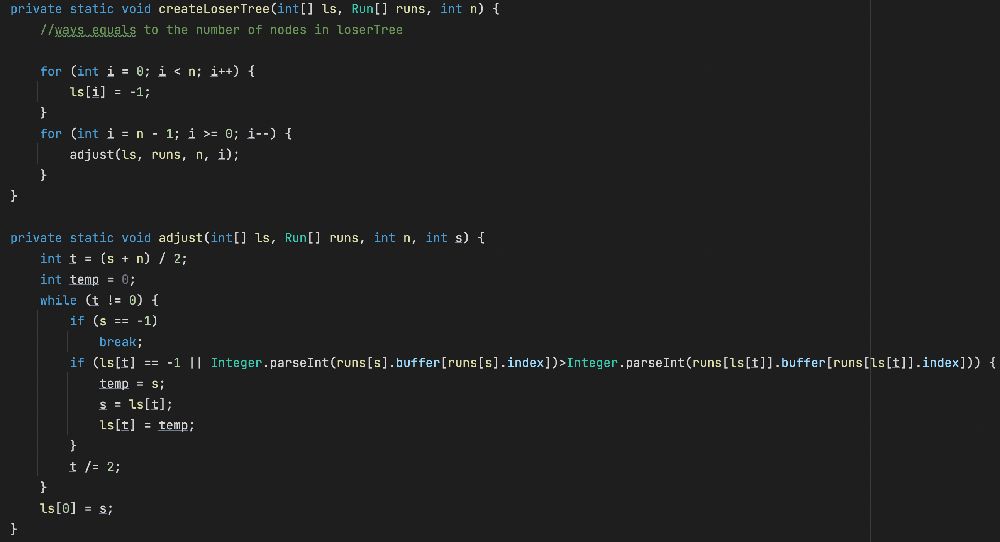 private static void createLoserTree(int[] ls, Run[] runs, int n) {
    //ways equals to the number of nodes in loserTree

    for (int i = 0; i < n; i++) {
        ls[i] = -1;
    }
    for (int i = n - 1; i >= 0; i--) {
        adjust(ls, runs, n, i);
    }
}

private static void adjust(int[] ls, Run[] runs, int n, int s) {
    int t = (s + n) / 2;
    int temp = 0;
    while (t != 0) {
        if (s == -1)
            break;
        if (ls[t] == -1 || Integer.parseInt(runs[s].buffer[runs[s].index])>Integer.parseInt(runs[ls[t]].buffer[runs[ls[t]].index])) {
            temp = s;
            s = ls[t];
            ls[t] = temp;
        }
        t /= 2;
    }
    ls[0] = s;
}